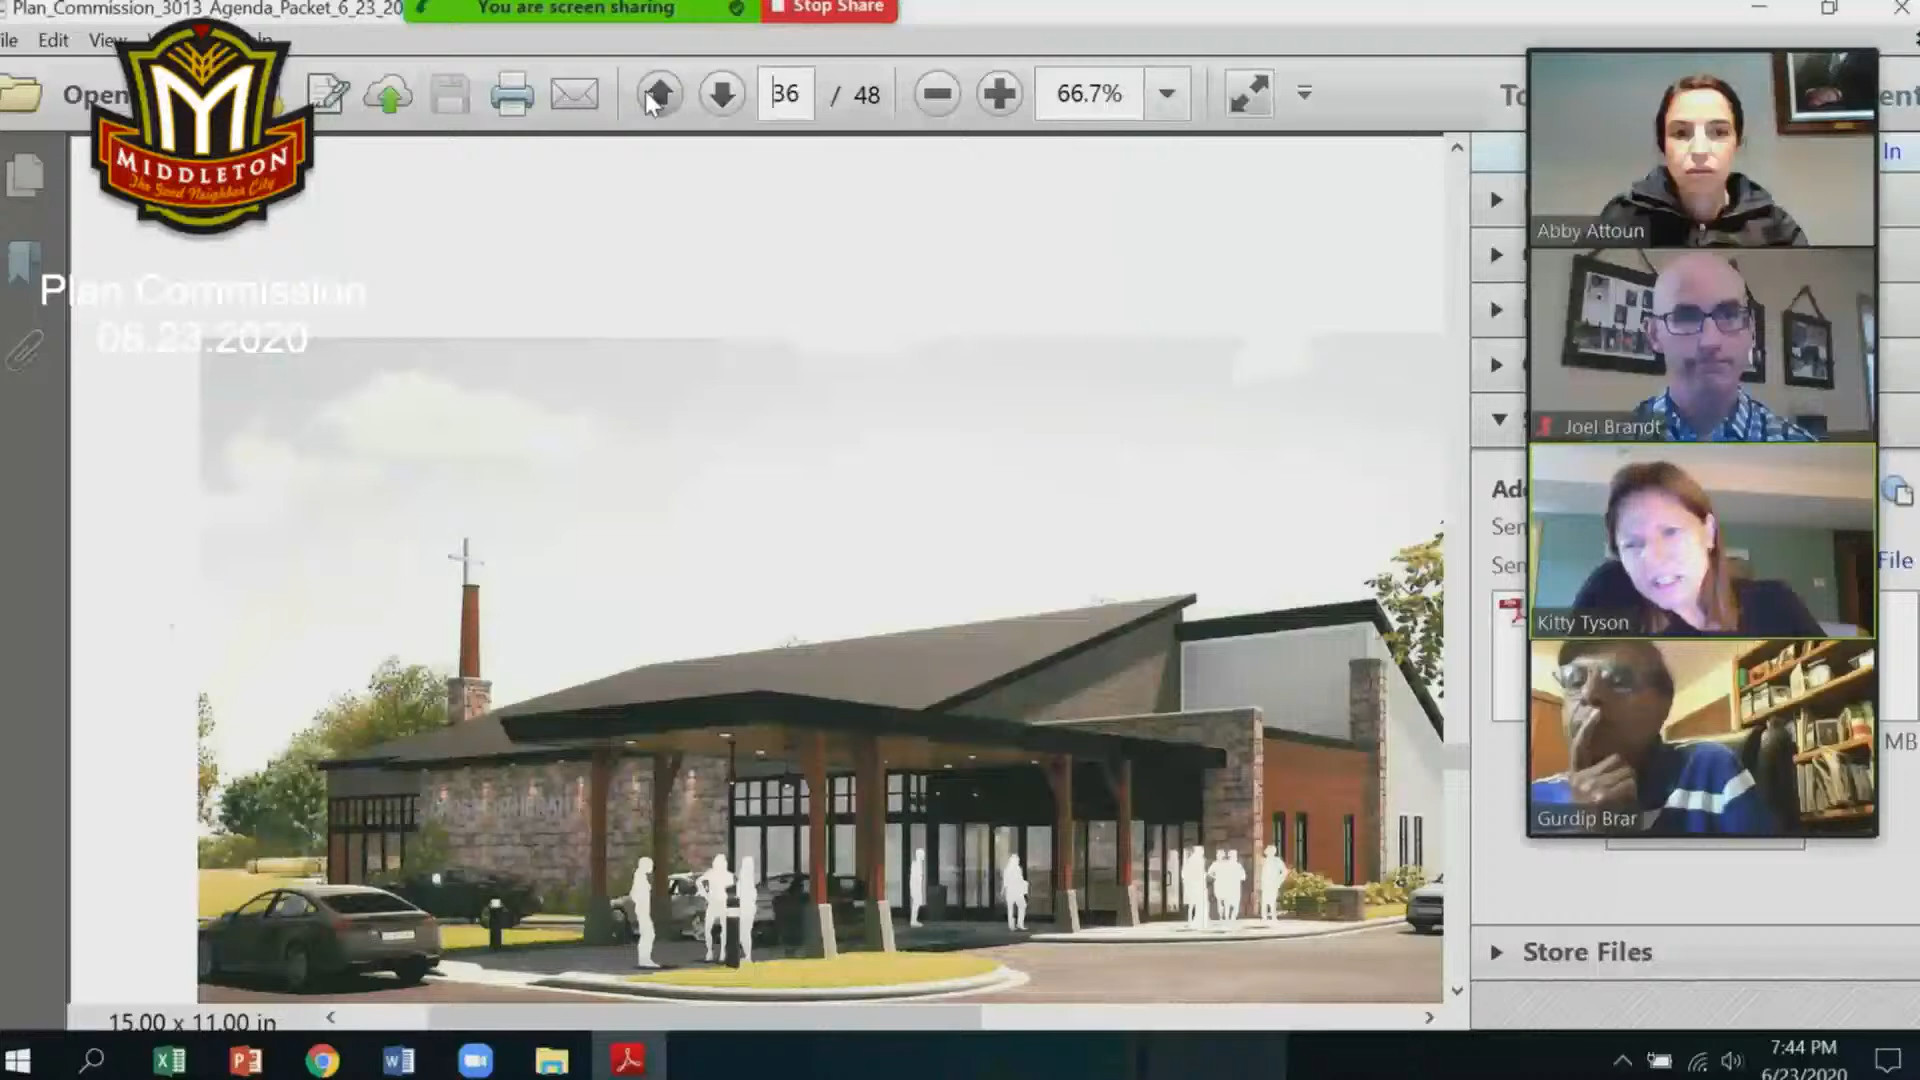 Plan_Commission_3013_Agenda_Packet_6_23_20
You are screen sharing
Stop Share
File Edit View
Open
36 / 48
66.7%
MIDDLETON
The Good Neighbor City
Plan Commission
06.23.2020
Abby Attoun
In
Joel Brandt
Kitty Tyson
File
MB
Gurdip Brar
Store Files
15.00 x 11.00 in
7:44 PM
6/23/2020